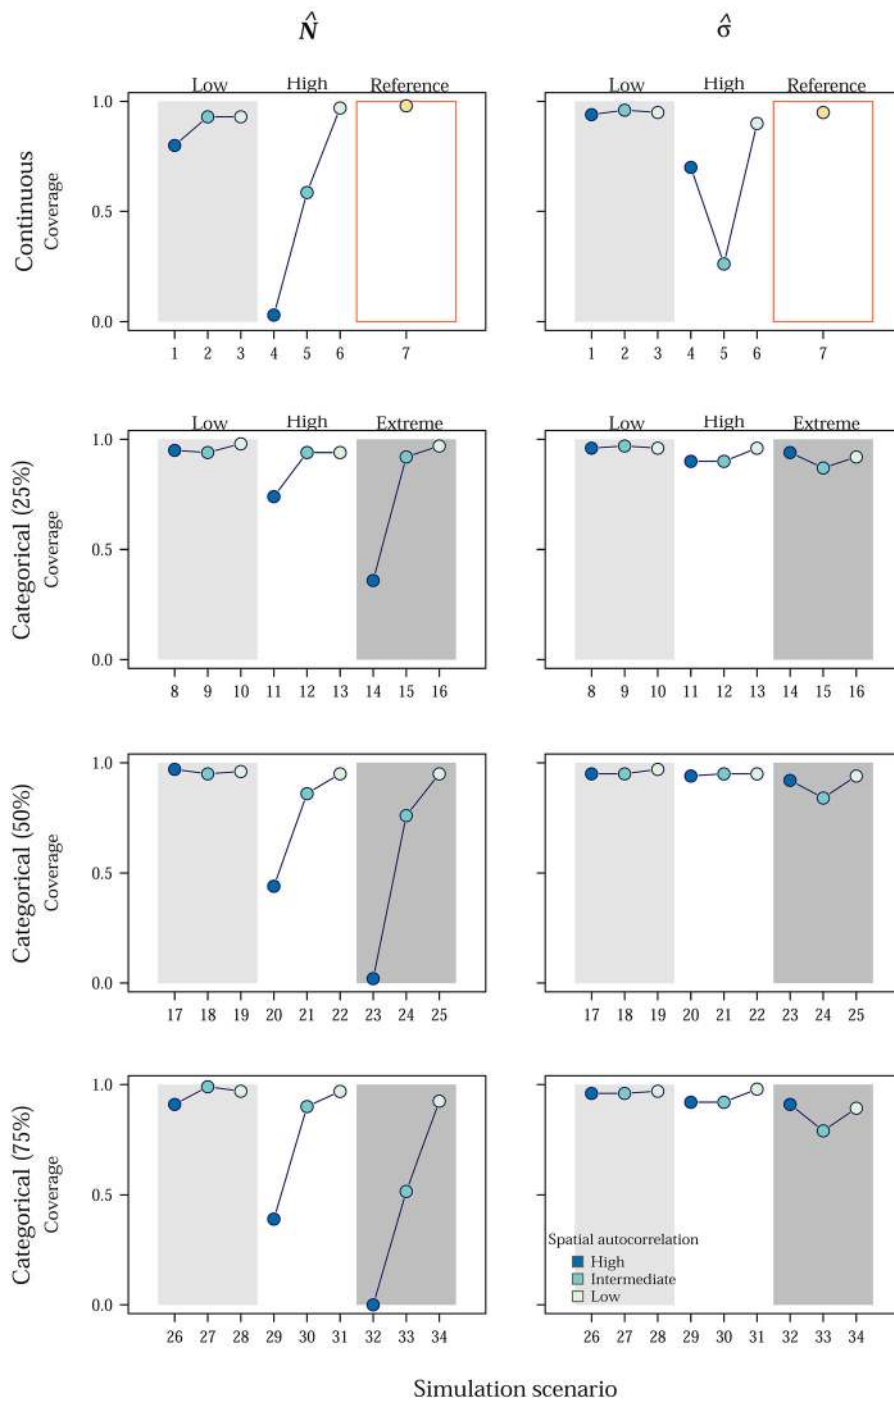 N̂ σ̂
Low High Reference Low High Reference
Continuous
Coverage
1.0
0.5
0.0
1 2 3 4 5 6 7 1 2 3 4 5 6 7
Low High Extreme Low High Extreme
Categorical (25%)
Coverage
1.0
0.5
0.0
8 9 10 11 12 13 14 15 16 8 9 10 11 12 13 14 15 16
Categorical (50%)
Coverage
1.0
0.5
0.0
17 18 19 20 21 22 23 24 25 17 18 19 20 21 22 23 24 25
Categorical (75%)
Coverage
1.0
0.5
0.0
Spatial autocorrelation
High
Intermediate
Low
26 27 28 29 30 31 32 33 34 26 27 28 29 30 31 32 33 34
Simulation scenario